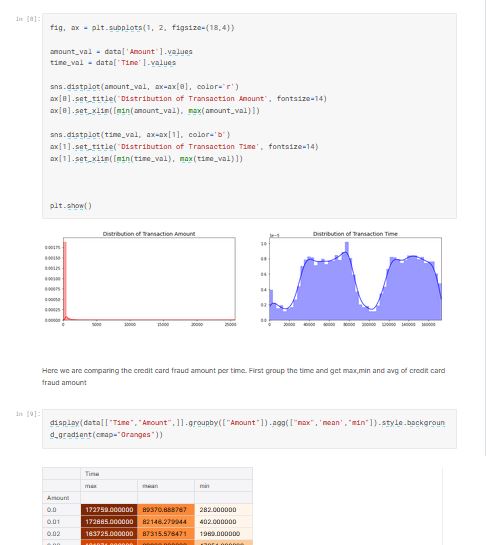 In [8]:
fig, ax = plt.subplots(1, 2, figsize=(18,4))
amount_val = data['Amount'].values
time_val = data['Time'].values
sns.distplot(amount_val, ax=ax[0], color='r')
ax[0].set_title('Distribution of Transaction Amount', fontsize=14)
ax[0].set_xlim([min(amount_val), max(amount_val)])
sns.distplot(time_val, ax=ax[1], color='b')
ax[1].set_title('Distribution of Transaction Time', fontsize=14)
ax[1].set_xlim([min(time_val), max(time_val)])
plt.show()
Distribution of Transaction Amount
0.00175
0.00150
0.00125
0.00100
0.00075
0.00050
0.00025
0.00000
0 5000 10000 15000 20000 25000
Distribution of Transaction Time
1e-5
1.0
0.8
0.6
0.4
0.2
0.0
0 20000 40000 60000 80000 100000 120000 140000 160000
Here we are comparing the credit card fraud amount per time. First group the time and get max,min and avg of credit card
fraud amount
In [9]:
display(data[["Time","Amount",]].groupby(["Amount"]).agg(["max",'mean',"min"]).style.backgroun
d_gradient(cmap="Oranges"))
Time
max mean min
Amount
0.0 172759.000000 89370.688767 282.000000
0.01 172665.000000 82146.279944 402.000000
0.02 163725.000000 87315.576471 1969.000000